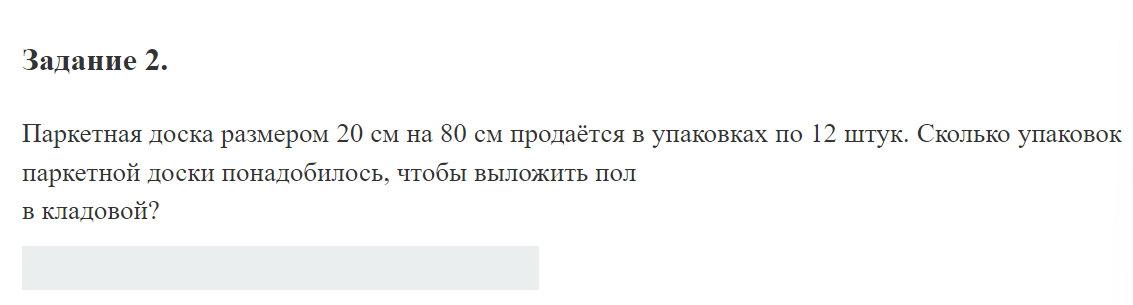 Задание 2.
Паркетная доска размером 20 см на 80 см продаётся в упаковках по 12 штук. Сколько упаковок
паркетной доски понадобилось, чтобы выложить пол
в кладовой?